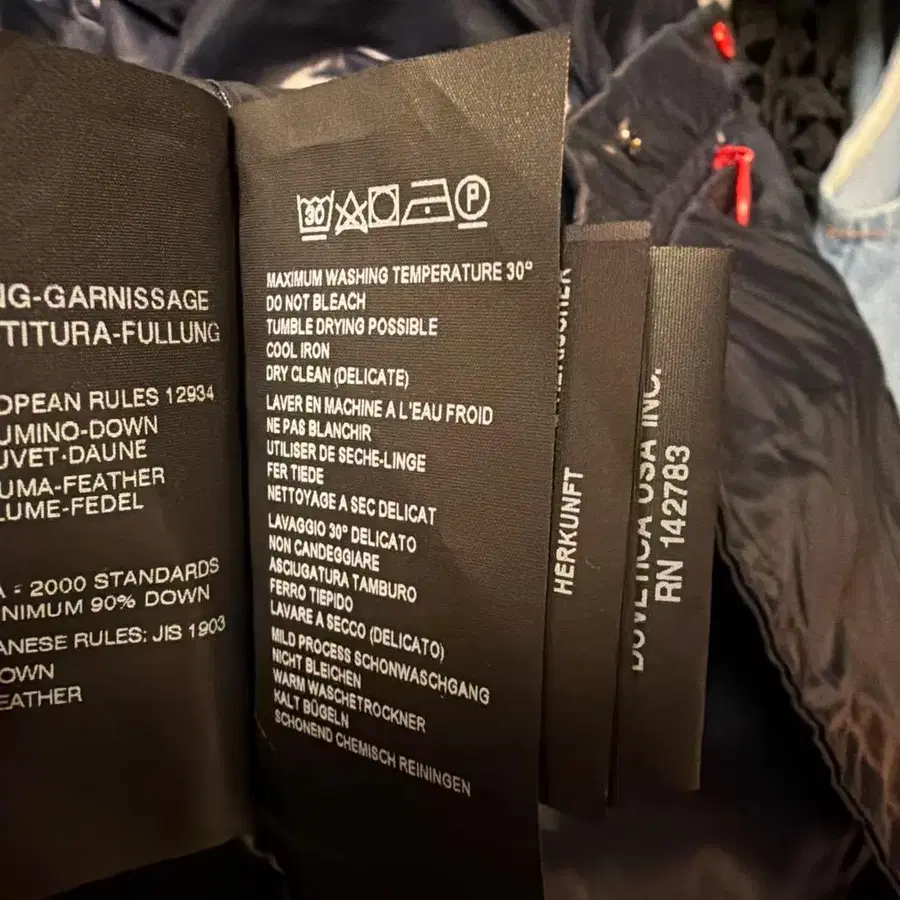 NG-GARNISSAGE
TITURA-FULLUNG
OPEAN RULES 12934
UMINO-DOWN
UVET-DAUNE
UMA-FEATHER
LUME-FEDEL
A = 2000 STANDARDS
NIMUM 90% DOWN
ANESE RULES: JIS 1903
OWN
EATHER
30
P
MAXIMUM WASHING TEMPERATURE 30°
DO NOT BLEACH
TUMBLE DRYING POSSIBLE
COOL IRON
DRY CLEAN (DELICATE)
LAVER EN MACHINE A L'EAU FROID
NE PAS BLANCHIR
UTILISER DE SECHE-LINGE
FER TIEDE
NETTOYAGE A SEC DELICAT
LAVAGGIO 30° DELICATO
NON CANDEGGIARE
ASCIUGATURA TAMBURO
FERRO TIEPIDO
LAVARE A SECCO (DELICATO)
MILD PROCESS SCHONWASCHGANG
NICHT BLEICHEN
WARM WASCHETROCKNER
KALT BÜGELN
SCHONEND CHEMISCH REININGEN
HERKUNFT
DUVETICA USA INC.
RN 142783